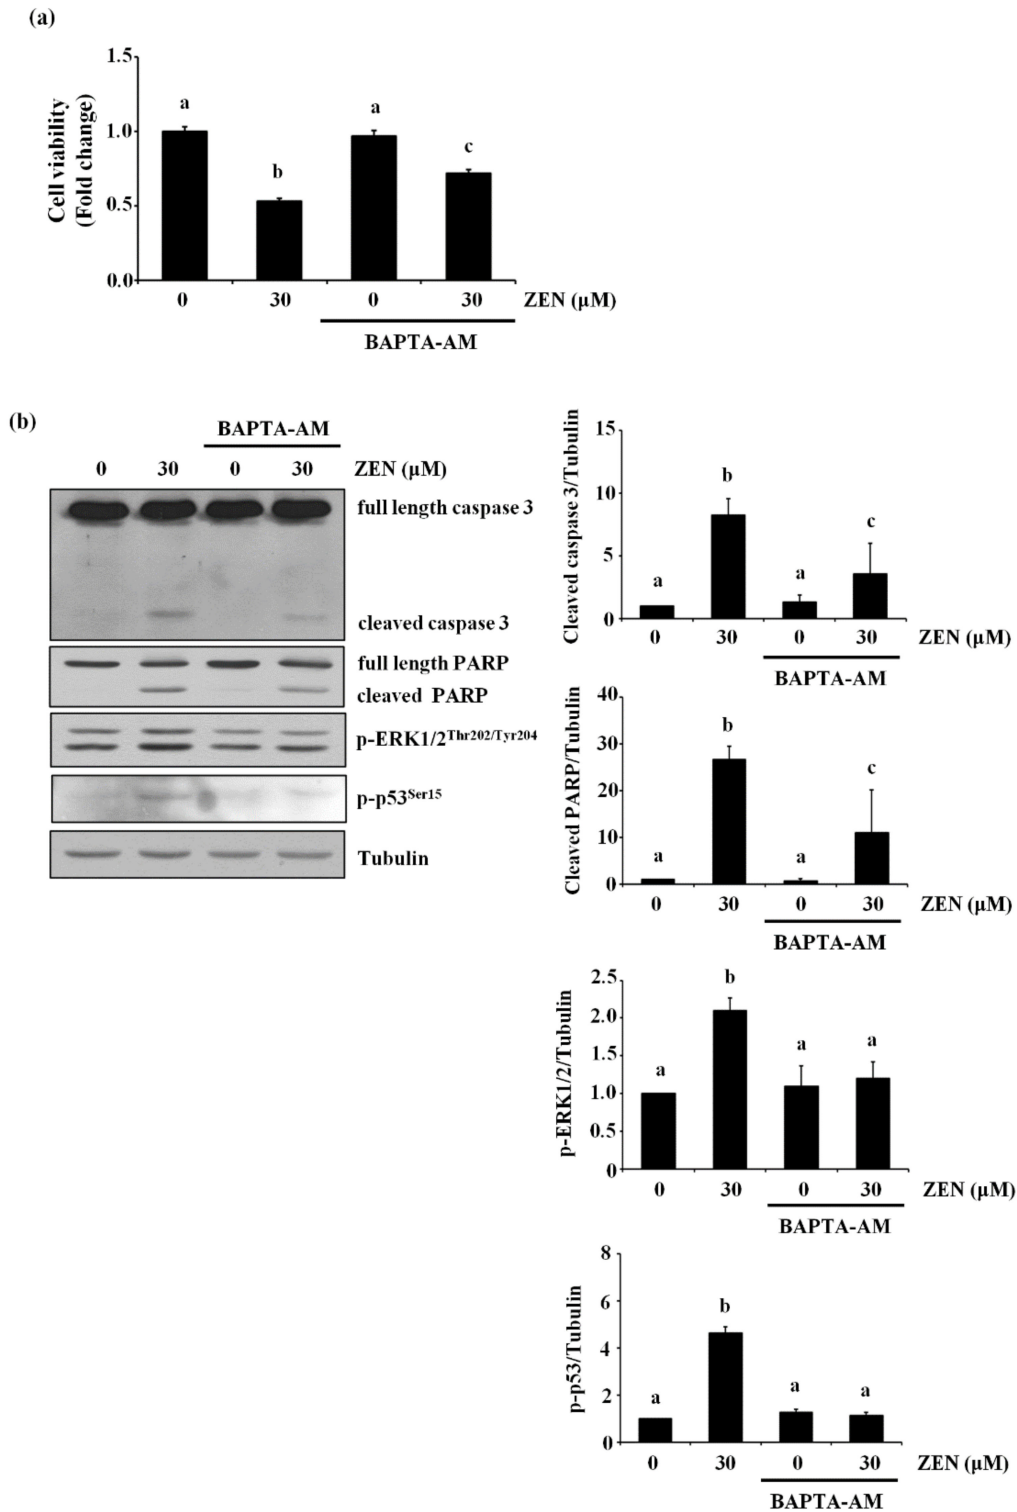 (a)
Cell viability
(Fold change)
1.5
1.0
0.5
0.0
a
b
a
c
0 30 0 30 ZEN (μM)
BAPTA-AM
(b)
BAPTA-AM
0 30 0 30 ZEN (μM)
full length caspase 3
cleaved caspase 3
full length PARP
cleaved PARP
p-ERK1/2Thr202/Tyr204
p-p53Ser15
Tubulin
Cleaved caspase 3/Tubulin
15
10
5
0
a
b
a
c
0 30 0 30 ZEN (μM)
BAPTA-AM
Cleaved PARP/Tubulin
40
30
20
10
0
a
b
a
c
0 30 0 30 ZEN (μM)
BAPTA-AM
p-ERK1/2/Tubulin
2.5
2.0
1.5
1.0
0.5
0
a
b
a
a
0 30 0 30 ZEN (μM)
BAPTA-AM
p-p53/Tubulin
8
6
4
2
0
a
b
a
a
0 30 0 30 ZEN (μM)
BAPTA-AM